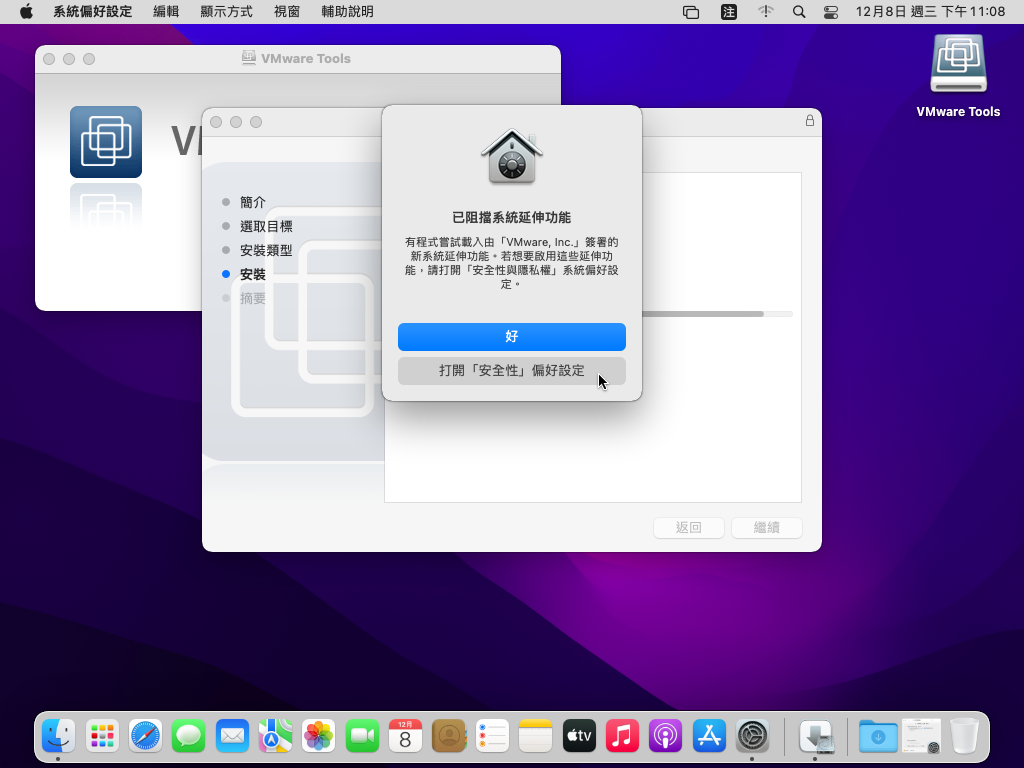 系統偏好設定 編輯 顯示方式 視窗 輔助說明 注 12月8日 週三 下午11:08
VMware Tools
VMware Tools
簡介
選取目標
安裝類型
安裝
摘要
已阻擋系統延伸功能
有程式嘗試載入由「VMware, Inc.」簽署的
新系統延伸功能。若想要啟用這些延伸功
能，請打開「安全性與隱私權」系統偏好設
定。
好
打開「安全性」偏好設定
返回 繼續
12月
8
tv